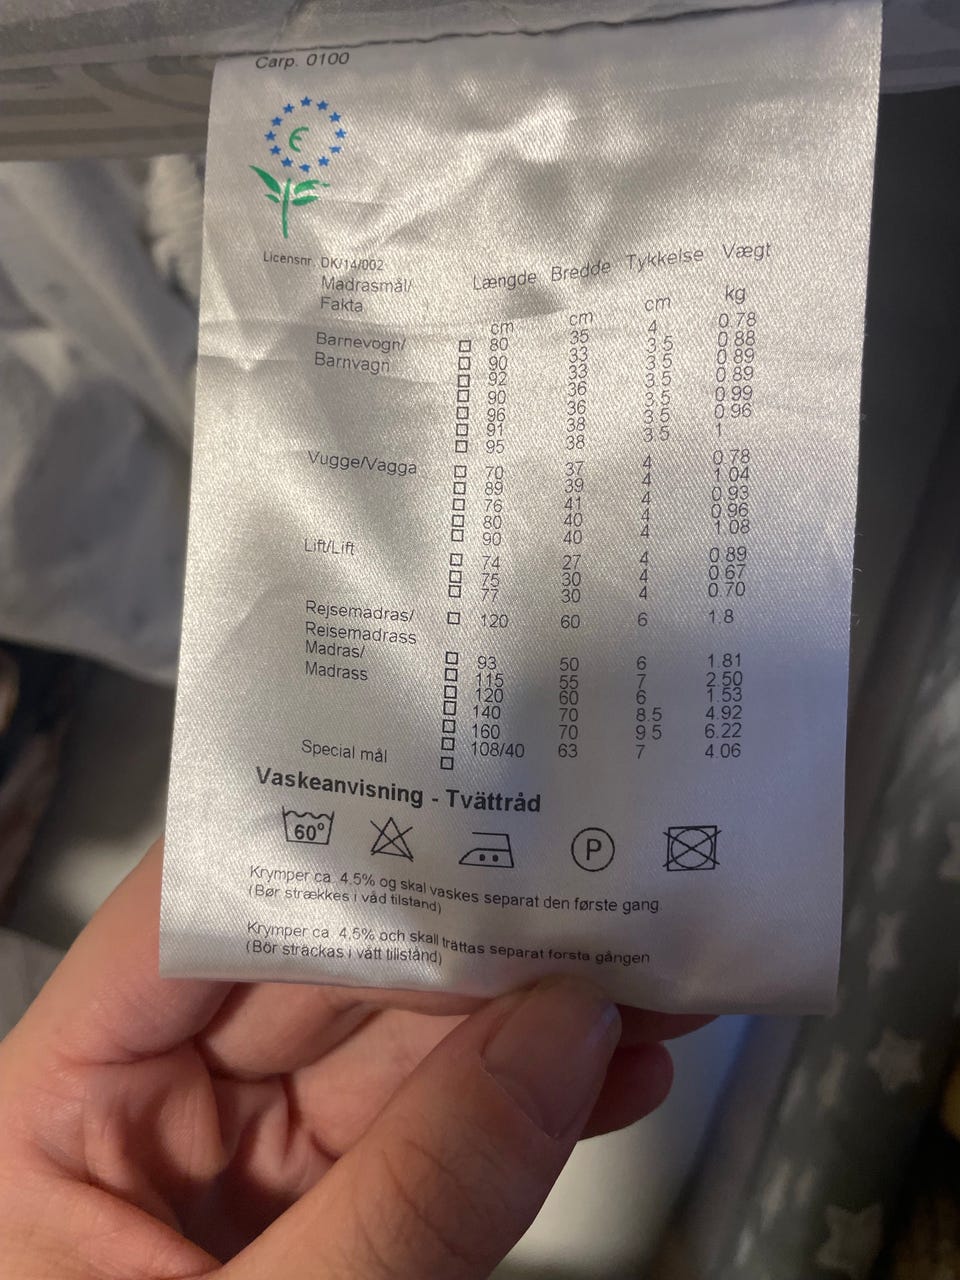 Carp. 0100
€
Licensnr. DK/14/002
Madrasmål/ Længde Bredde Tykkelse Vægt
Fakta cm cm cm kg
Barnevogn/ 80 35 4 0.78
Barnvagn 90 33 3.5 0.88
92 33 3.5 0.89
90 36 3.5 0.89
96 36 3.5 0.99
91 38 3.5 0.96
95 38 3.5 1
Vugge/Vagga 70 37 4 0.78
89 39 4 1.04
76 41 4 0.93
80 40 4 0.96
90 40 4 1.08
Lift/Lift 74 27 4 0.89
75 30 4 0.67
77 30 4 0.70
Rejsemadras/ 120 60 6 1.8
Reisemadrass
Madras/ 93 50 6 1.81
Madrass 115 55 7 2.50
120 60 6 1.53
140 70 8.5 4.92
160 70 9.5 6.22
108/40 63 7 4.06
Special mål
Vaskeanvisning - Tvättråd
60° P
Krymper ca. 4.5% og skal vaskes separat den første gang
(Bør strækkes i våd tilstand)
Krymper ca. 4,5% och skall trättas separat första gången
(Bör sträckas i vått tillstånd)